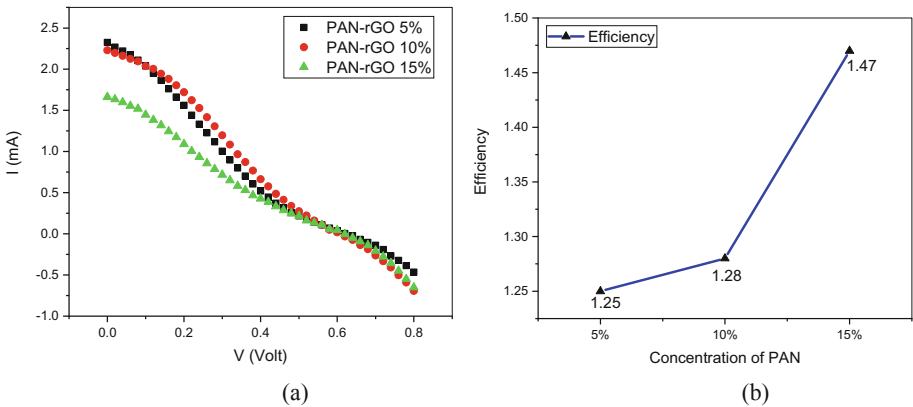 PAN-rGO 5%
PAN-rGO 10%
PAN-rGO 15%
2.5
2.0
1.5
1.0
0.5
0.0
-0.5
-1.0
I (mA)
0.0 0.2 0.4 0.6 0.8
V (Volt)
(a)
Efficiency
1.50
1.45
1.40
1.35
1.30
1.25
Efficiency
1.47
1.28
1.25
5% 10% 15%
Concentration of PAN
(b)